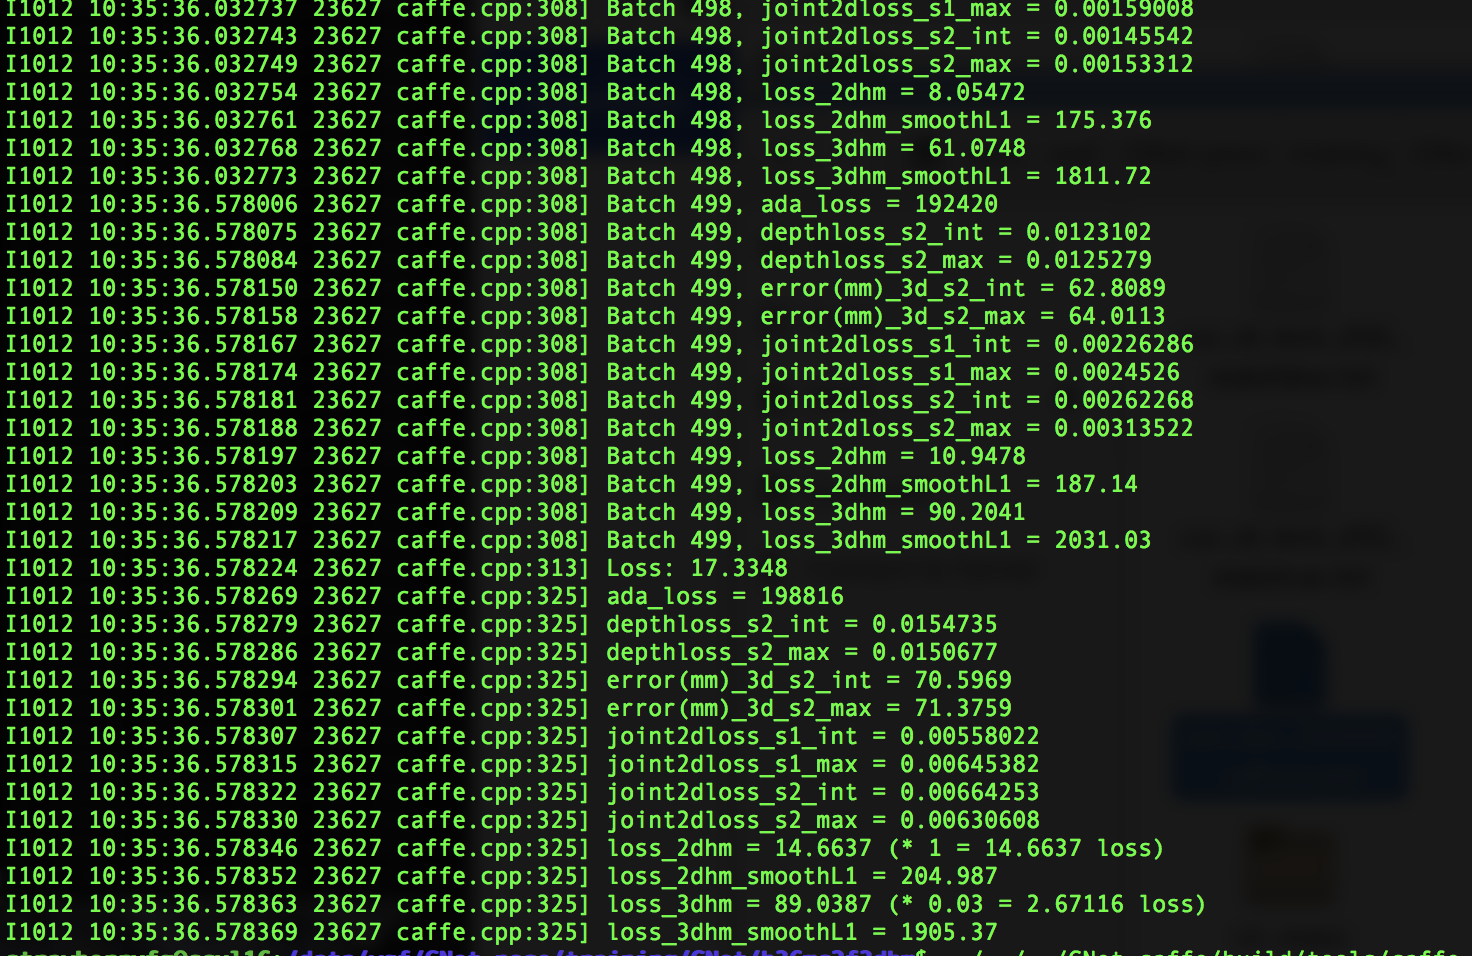 I1012 10:35:36.032737 23627 caffe.cpp:308] Batch 498, joint2dloss_s1_max = 0.00159008
I1012 10:35:36.032743 23627 caffe.cpp:308] Batch 498, joint2dloss_s2_int = 0.00145542
I1012 10:35:36.032749 23627 caffe.cpp:308] Batch 498, joint2dloss_s2_max = 0.00153312
I1012 10:35:36.032754 23627 caffe.cpp:308] Batch 498, loss_2dhm = 8.05472
I1012 10:35:36.032761 23627 caffe.cpp:308] Batch 498, loss_2dhm_smoothL1 = 175.376
I1012 10:35:36.032768 23627 caffe.cpp:308] Batch 498, loss_3dhm = 61.0748
I1012 10:35:36.032773 23627 caffe.cpp:308] Batch 498, loss_3dhm_smoothL1 = 1811.72
I1012 10:35:36.578006 23627 caffe.cpp:308] Batch 499, ada_loss = 192420
I1012 10:35:36.578075 23627 caffe.cpp:308] Batch 499, depthloss_s2_int = 0.0123102
I1012 10:35:36.578084 23627 caffe.cpp:308] Batch 499, depthloss_s2_max = 0.0125279
I1012 10:35:36.578150 23627 caffe.cpp:308] Batch 499, error(mm)_3d_s2_int = 62.8089
I1012 10:35:36.578158 23627 caffe.cpp:308] Batch 499, error(mm)_3d_s2_max = 64.0113
I1012 10:35:36.578167 23627 caffe.cpp:308] Batch 499, joint2dloss_s1_int = 0.00226286
I1012 10:35:36.578174 23627 caffe.cpp:308] Batch 499, joint2dloss_s1_max = 0.0024526
I1012 10:35:36.578181 23627 caffe.cpp:308] Batch 499, joint2dloss_s2_int = 0.00262268
I1012 10:35:36.578188 23627 caffe.cpp:308] Batch 499, joint2dloss_s2_max = 0.00313522
I1012 10:35:36.578197 23627 caffe.cpp:308] Batch 499, loss_2dhm = 10.9478
I1012 10:35:36.578203 23627 caffe.cpp:308] Batch 499, loss_2dhm_smoothL1 = 187.14
I1012 10:35:36.578209 23627 caffe.cpp:308] Batch 499, loss_3dhm = 90.2041
I1012 10:35:36.578217 23627 caffe.cpp:308] Batch 499, loss_3dhm_smoothL1 = 2031.03
I1012 10:35:36.578224 23627 caffe.cpp:313] Loss: 17.3348
I1012 10:35:36.578269 23627 caffe.cpp:325] ada_loss = 198816
I1012 10:35:36.578279 23627 caffe.cpp:325] depthloss_s2_int = 0.0154735
I1012 10:35:36.578286 23627 caffe.cpp:325] depthloss_s2_max = 0.0150677
I1012 10:35:36.578294 23627 caffe.cpp:325] error(mm)_3d_s2_int = 70.5969
I1012 10:35:36.578301 23627 caffe.cpp:325] error(mm)_3d_s2_max = 71.3759
I1012 10:35:36.578307 23627 caffe.cpp:325] joint2dloss_s1_int = 0.00558022
I1012 10:35:36.578315 23627 caffe.cpp:325] joint2dloss_s1_max = 0.00645382
I1012 10:35:36.578322 23627 caffe.cpp:325] joint2dloss_s2_int = 0.00664253
I1012 10:35:36.578330 23627 caffe.cpp:325] joint2dloss_s2_max = 0.00630608
I1012 10:35:36.578346 23627 caffe.cpp:325] loss_2dhm = 14.6637 (* 1 = 14.6637 loss)
I1012 10:35:36.578352 23627 caffe.cpp:325] loss_2dhm_smoothL1 = 204.987
I1012 10:35:36.578363 23627 caffe.cpp:325] loss_3dhm = 89.0387 (* 0.03 = 2.67116 loss)
I1012 10:35:36.578369 23627 caffe.cpp:325] loss_3dhm_smoothL1 = 1905.37